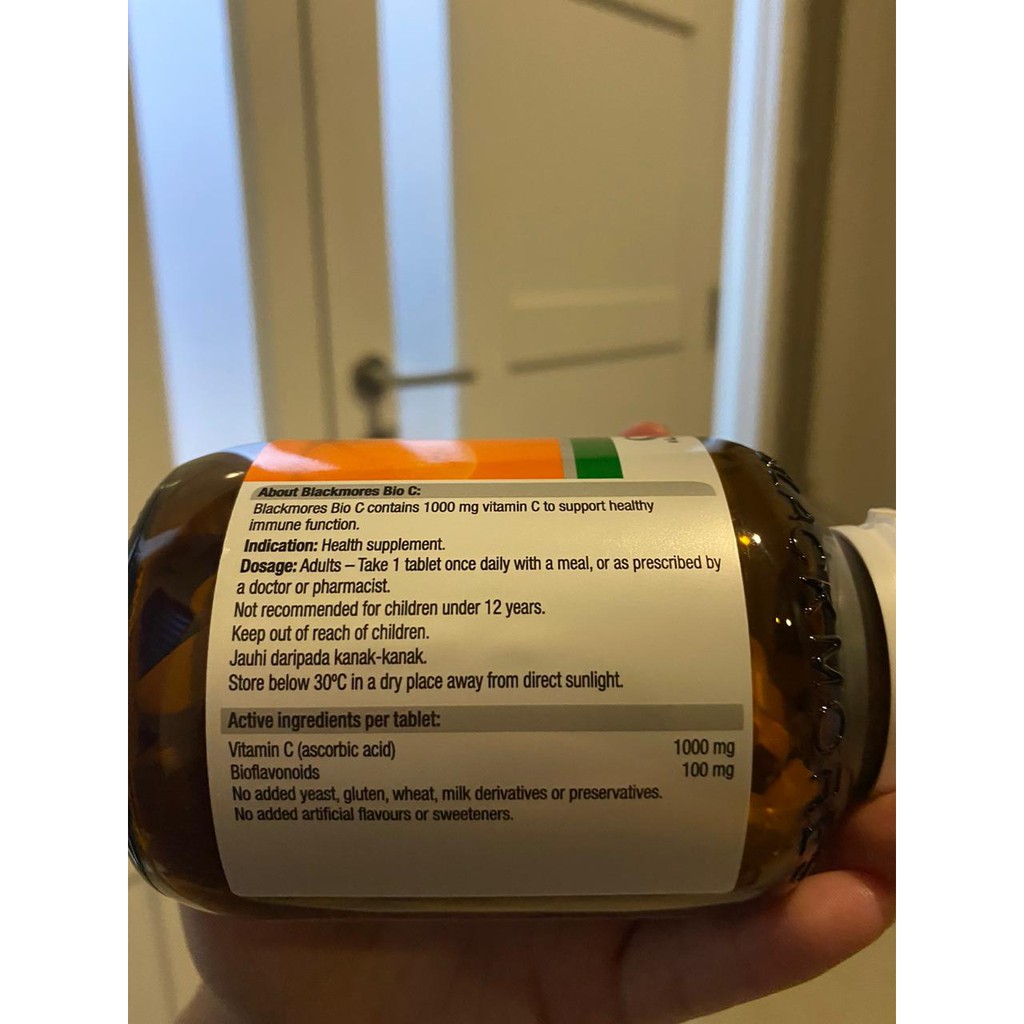 About Blackmores Bio C:
Blackmores Bio C contains 1000 mg vitamin C to support healthy
immune function.
Indication: Health supplement.
Dosage: Adults – Take 1 tablet once daily with a meal, or as prescribed by
a doctor or pharmacist.
Not recommended for children under 12 years.
Keep out of reach of children.
Jauhi daripada kanak-kanak.
Store below 30ºC in a dry place away from direct sunlight.
Active ingredients per tablet:
Vitamin C (ascorbic acid) 1000 mg
Bioflavonoids 100 mg
No added yeast, gluten, wheat, milk derivatives or preservatives.
No added artificial flavours or sweeteners.